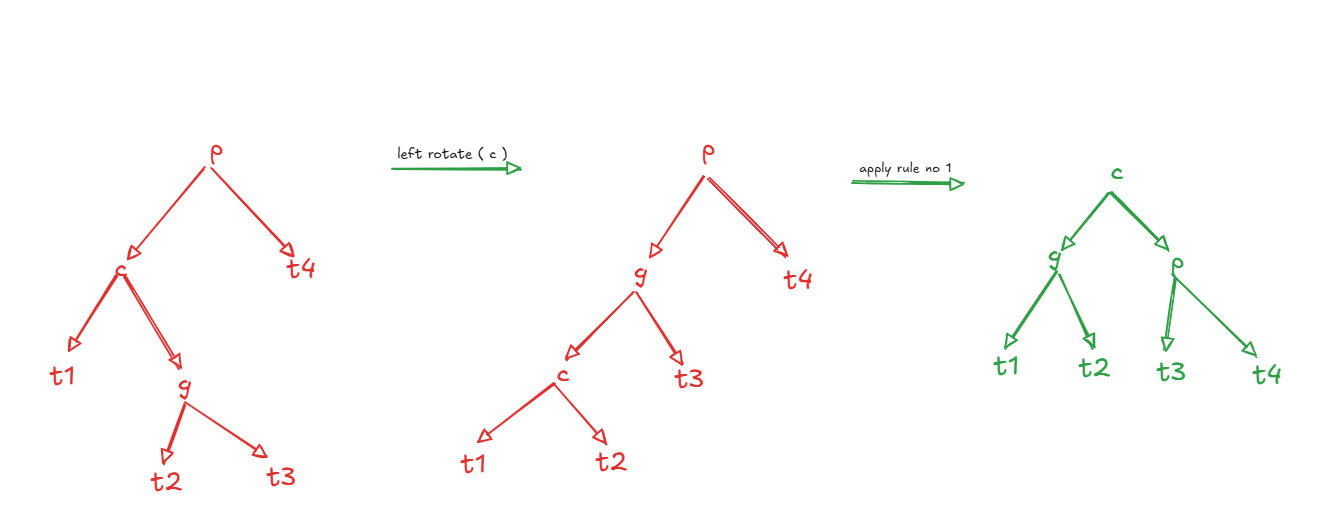 p
left rotate ( c )
p
apply rule no 1
c
c
t4
g
t4
g
p
t1
g
c
t3
t1
t2
t3
t4
t2
t3
t1
t2